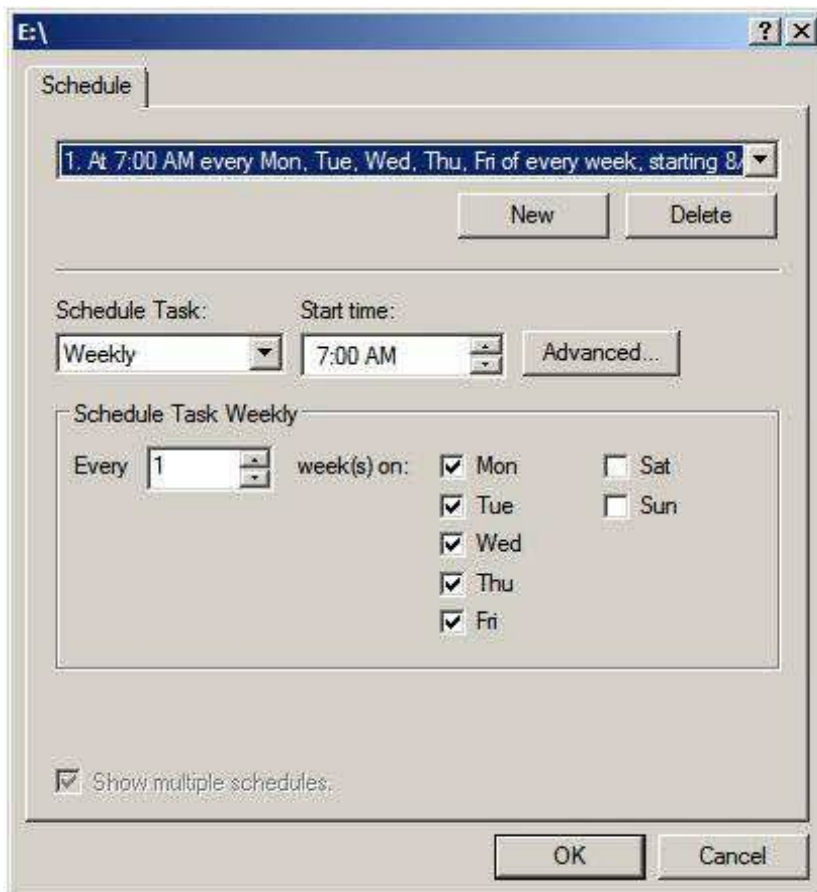 E:\
Schedule
1. At 7:00 AM every Mon, Tue, Wed, Thu, Fri of every week, starting 8/
New Delete
Schedule Task: Start time:
Weekly 7:00 AM Advanced...
Schedule Task Weekly
Every 1 week(s) on: Mon Sat
Tue Sun
Wed
Thu
Fri
Show multiple schedules.
OK Cancel